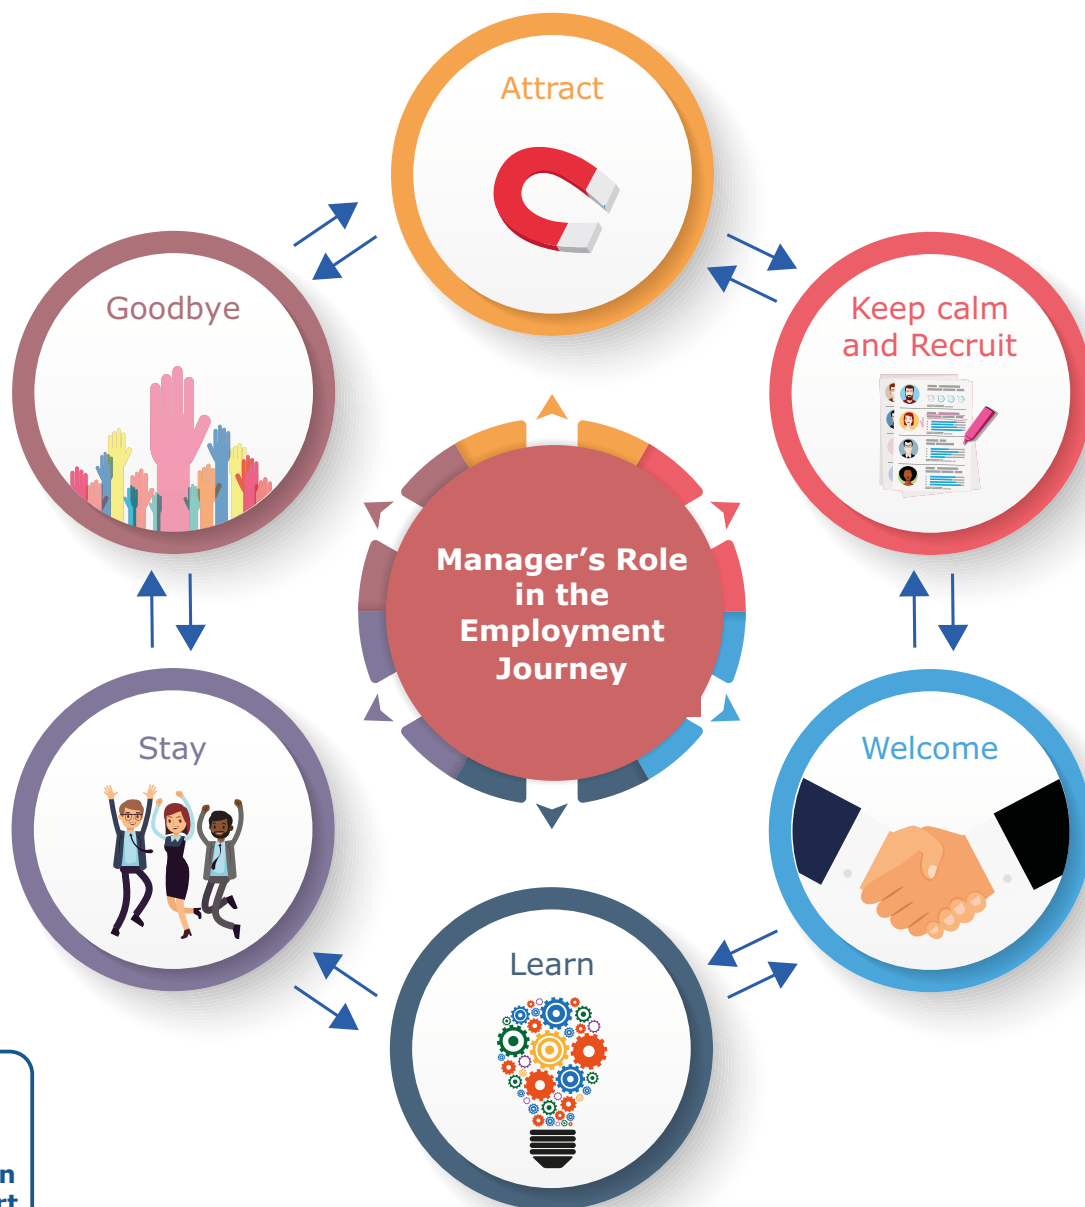 Attract
Goodbye
Keep calm
and Recruit
Manager’s Role
in the
Employment
Journey
Stay
Welcome
Learn